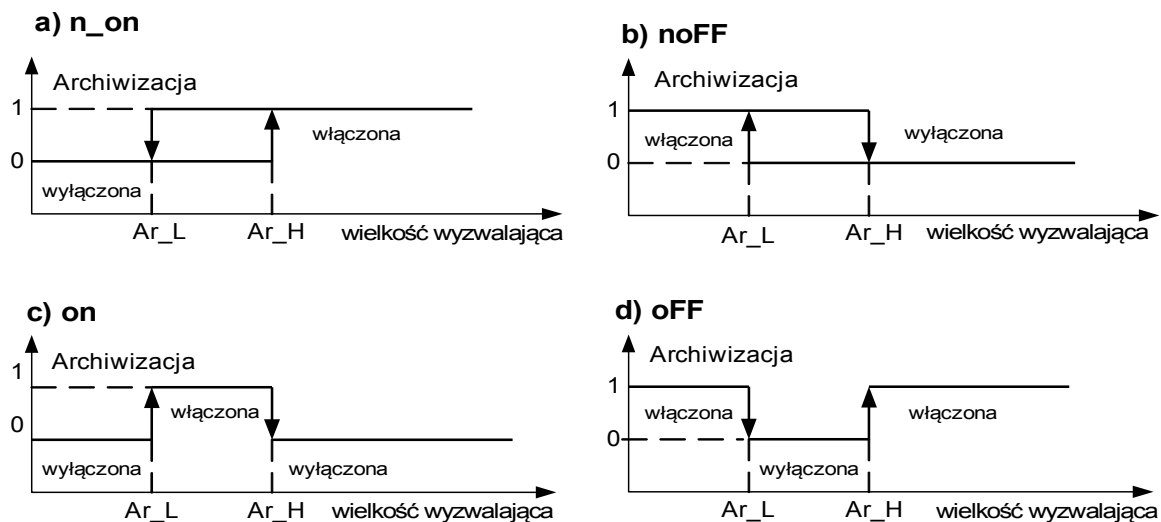 a) n_on
Archiwizacja
1
włączona
0
wyłączona
Ar_L
Ar_H
wielkość wyzwalająca
b) noFF
Archiwizacja
1
włączona
wyłączona
0
Ar_L
Ar_H
wielkość wyzwalająca
c) on
Archiwizacja
1
włączona
0
wyłączona
wyłączona
Ar_L
Ar_H
wielkość wyzwalająca
d) oFF
Archiwizacja
1
włączona
włączona
0
wyłączona
Ar_L
Ar_H
wielkość wyzwalająca